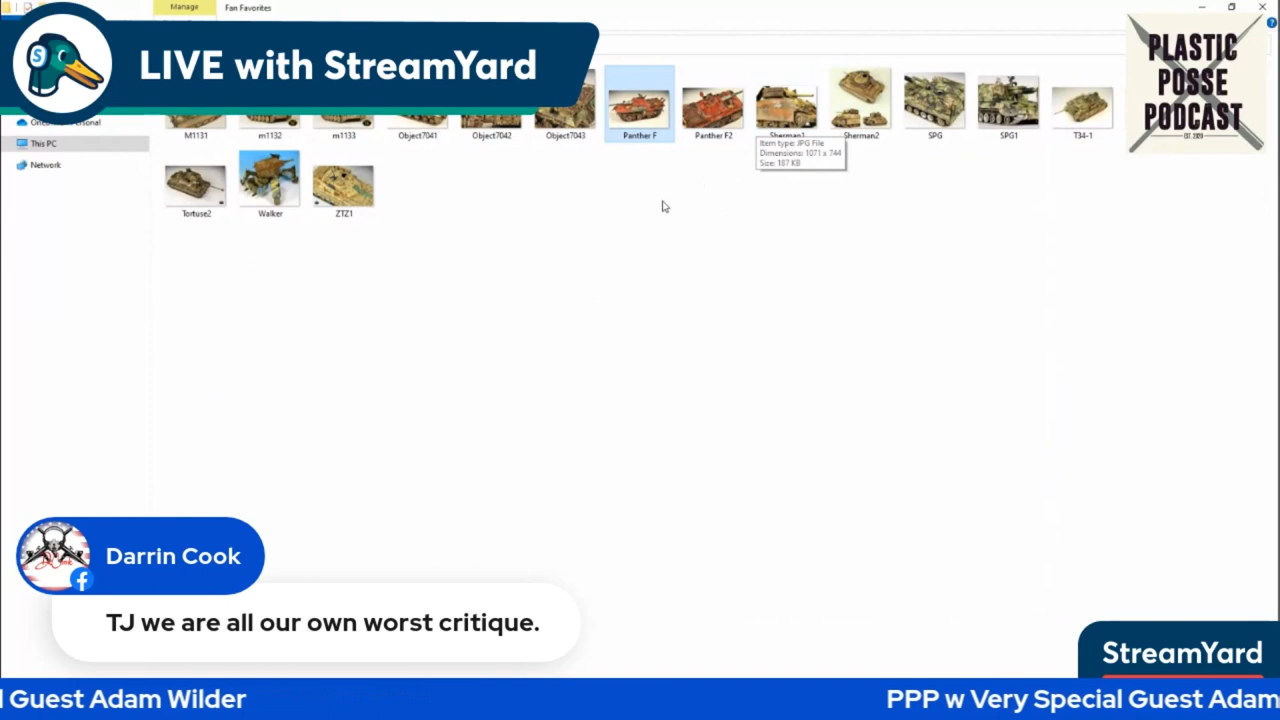 Manage
Fan Favorites
S
LIVE with StreamYard
PLASTIC
POSSE
PODCAST
EST. 2020
This PC
Network
M1131
m1132
m1133
Object7041
Object7042
Object7043
Panther F
Panther F2
Sherman1
Sherman2
SPG
SPG1
T34-1
Item type: JPG File
Dimensions: 1071 x 744
Size: 187 KB
Tortuse2
Walker
ZTZ1
Darrin Cook
f
TJ we are all our own worst critique.
StreamYard
l Guest Adam Wilder
PPP w Very Special Guest Adam